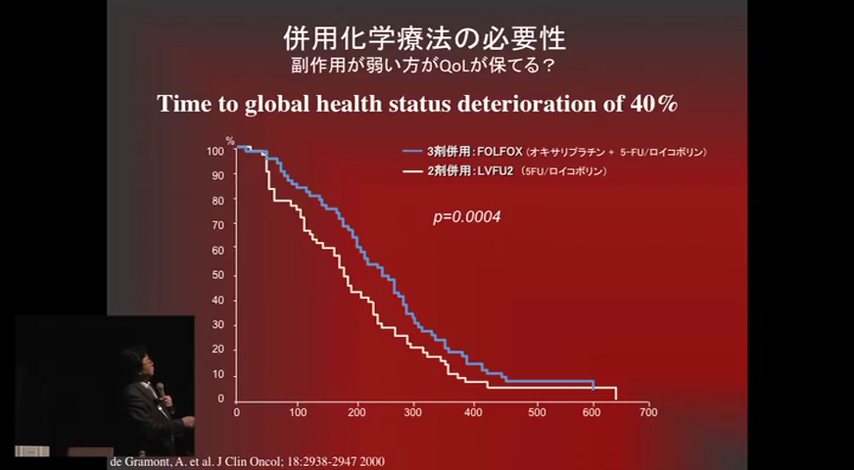 併用化学療法の必要性
副作用が弱い方がQoLが保てる？
Time to global health status deterioration of 40%
%
100
90
80
70
60
50
40
30
20
10
0
3剤併用：FOLFOX（オキサリプラチン + 5-FU/ロイコボリン）
2剤併用：LVFU2（5FU/ロイコボリン）
p=0.0004
0 100 200 300 400 500 600 700
de Gramont, A. et al. J Clin Oncol; 18:2938-2947 2000